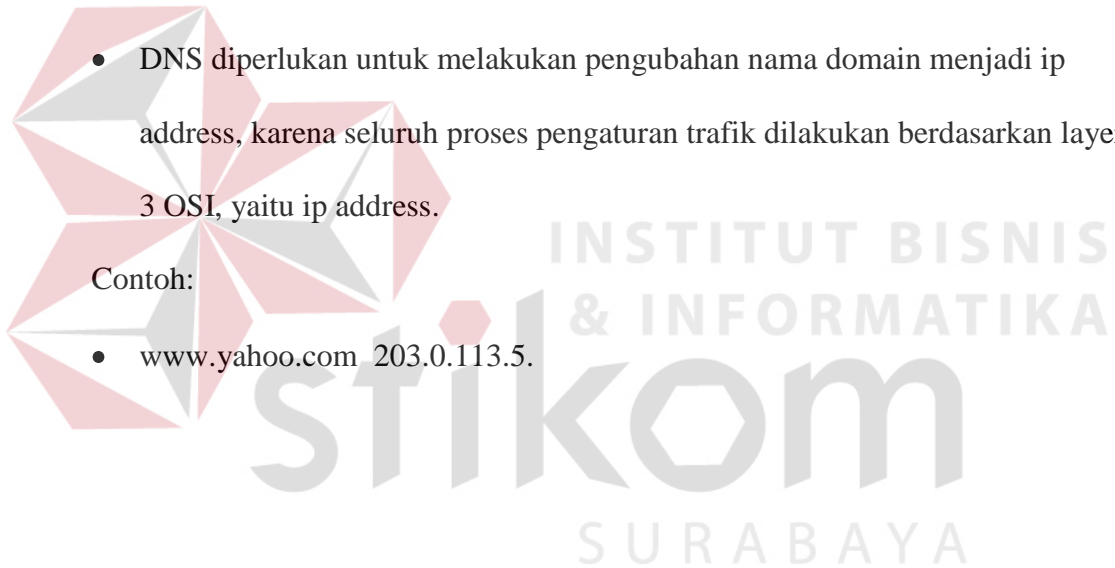 • DNS diperlukan untuk melakukan pengubahan nama domain menjadi ip
address, karena seluruh proses pengaturan trafik dilakukan berdasarkan
3 OSI, yaitu ip address.
INSTITUT BISNIS
Contoh:
& INFORMATIKA
• www.yahoo.com 203.0.113.5.
stikom
SURABAYA